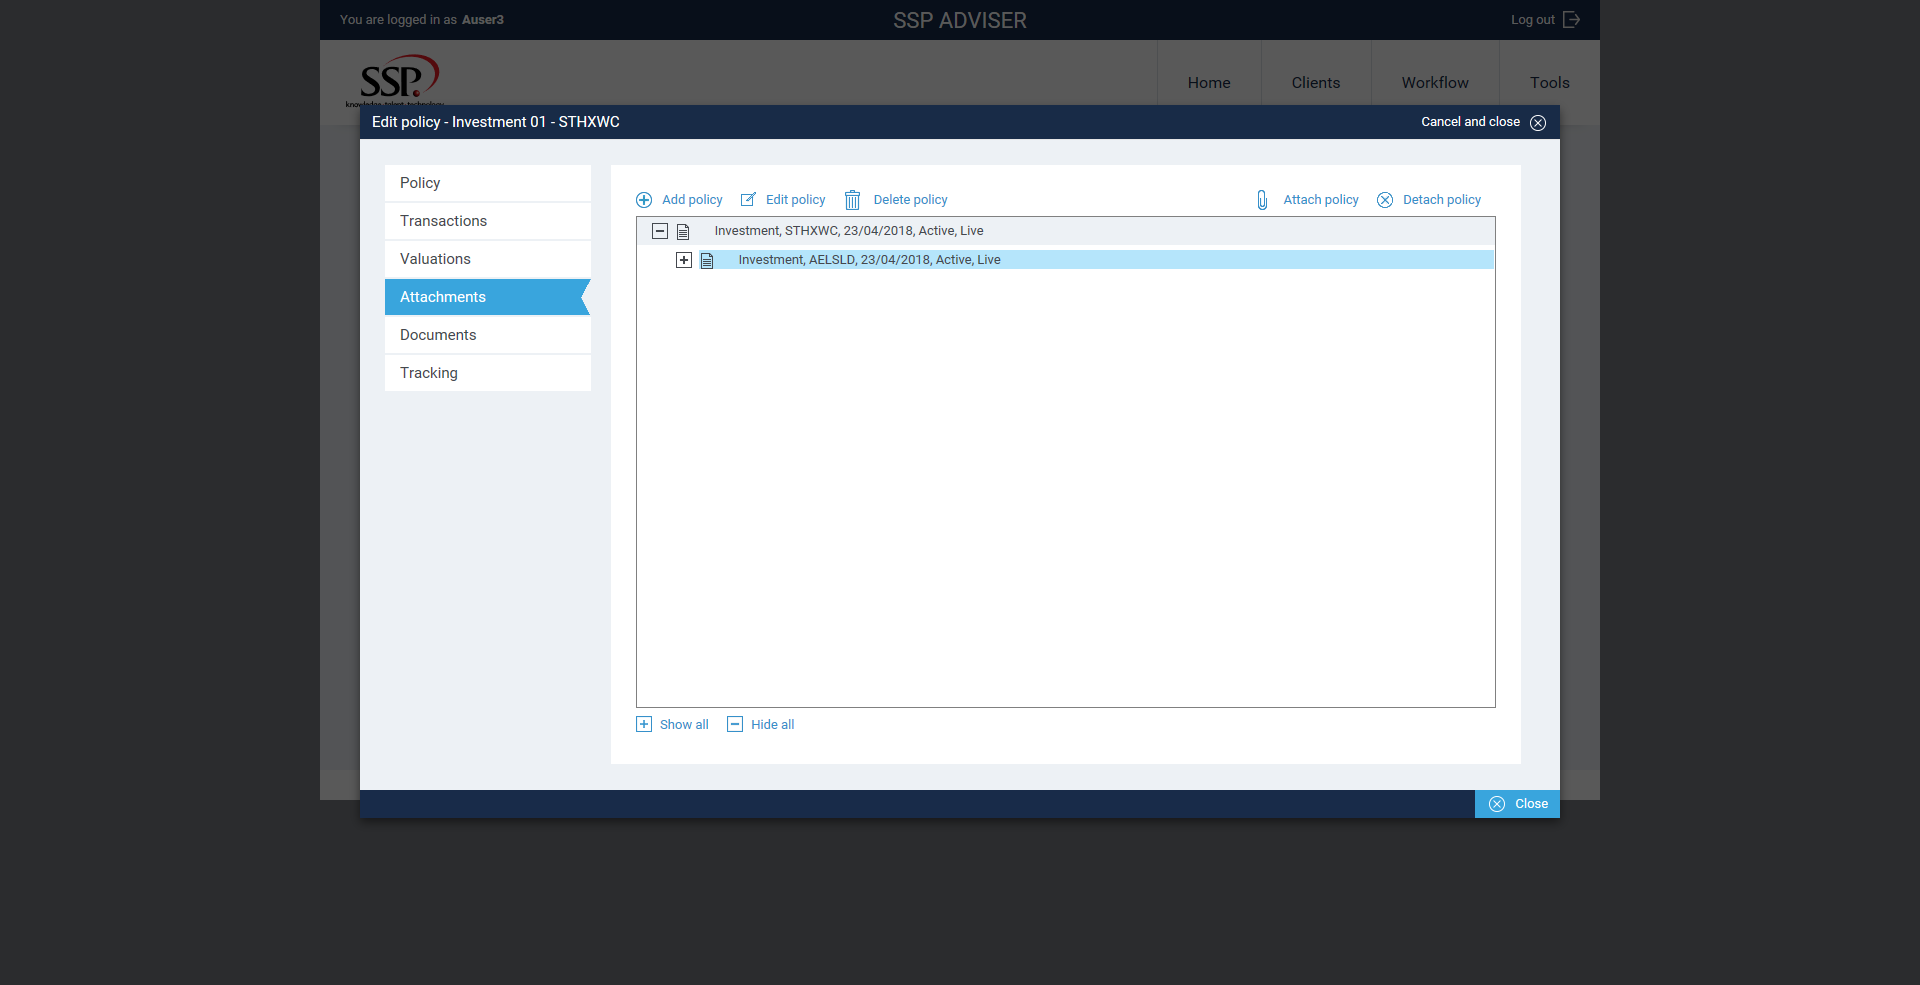 You are logged in as Auser3
SSP ADVISER
Log out
SSP
knowledge-talent-technology
Home
Clients
Workflow
Tools
Edit policy - Investment 01 - STHXWC
Cancel and close
Policy
Transactions
Valuations
Attachments
Documents
Tracking
Add policy
Edit policy
Delete policy
Attach policy
Detach policy
Investment, STHXWC, 23/04/2018, Active, Live
Investment, AELSLD, 23/04/2018, Active, Live
Show all
Hide all
Close